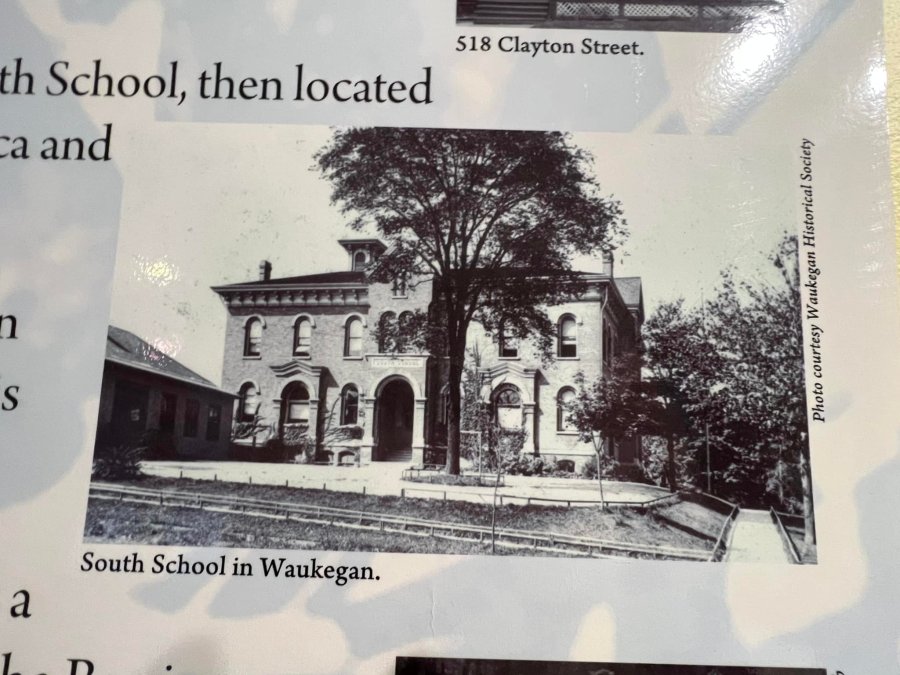 518 Clayton Street.
th School, then located
ca and
Photo courtesy Waukegan Historical Society
n
s
South School in Waukegan.
a